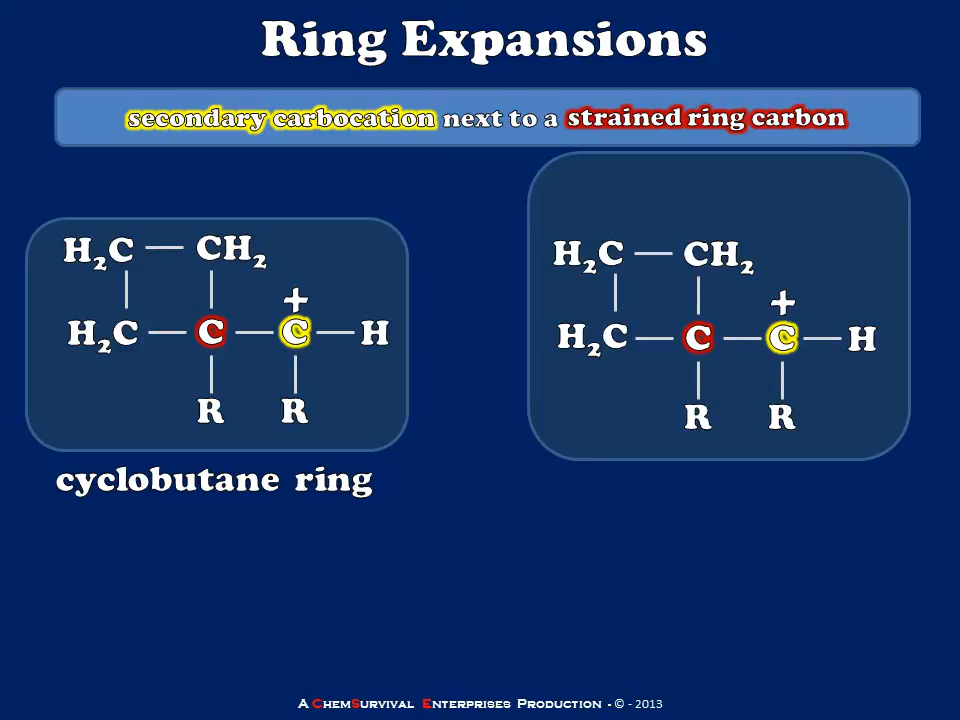 Ring Expansions
secondary carbocation next to a strained ring carbon
H₂C — CH₂
+
H₂C — C — C — H
R R
cyclobutane ring
H₂C — CH₂
+
H₂C — C — C — H
R R
A ChemSurvival Enterprises Production - © - 2013